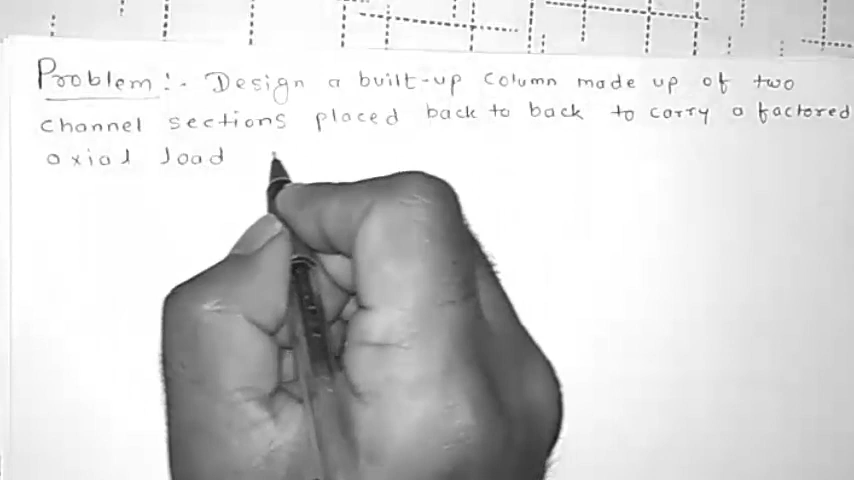 Problem :- Design a built-up column made up of two
channel sections placed back to back to carry a factored
axial load